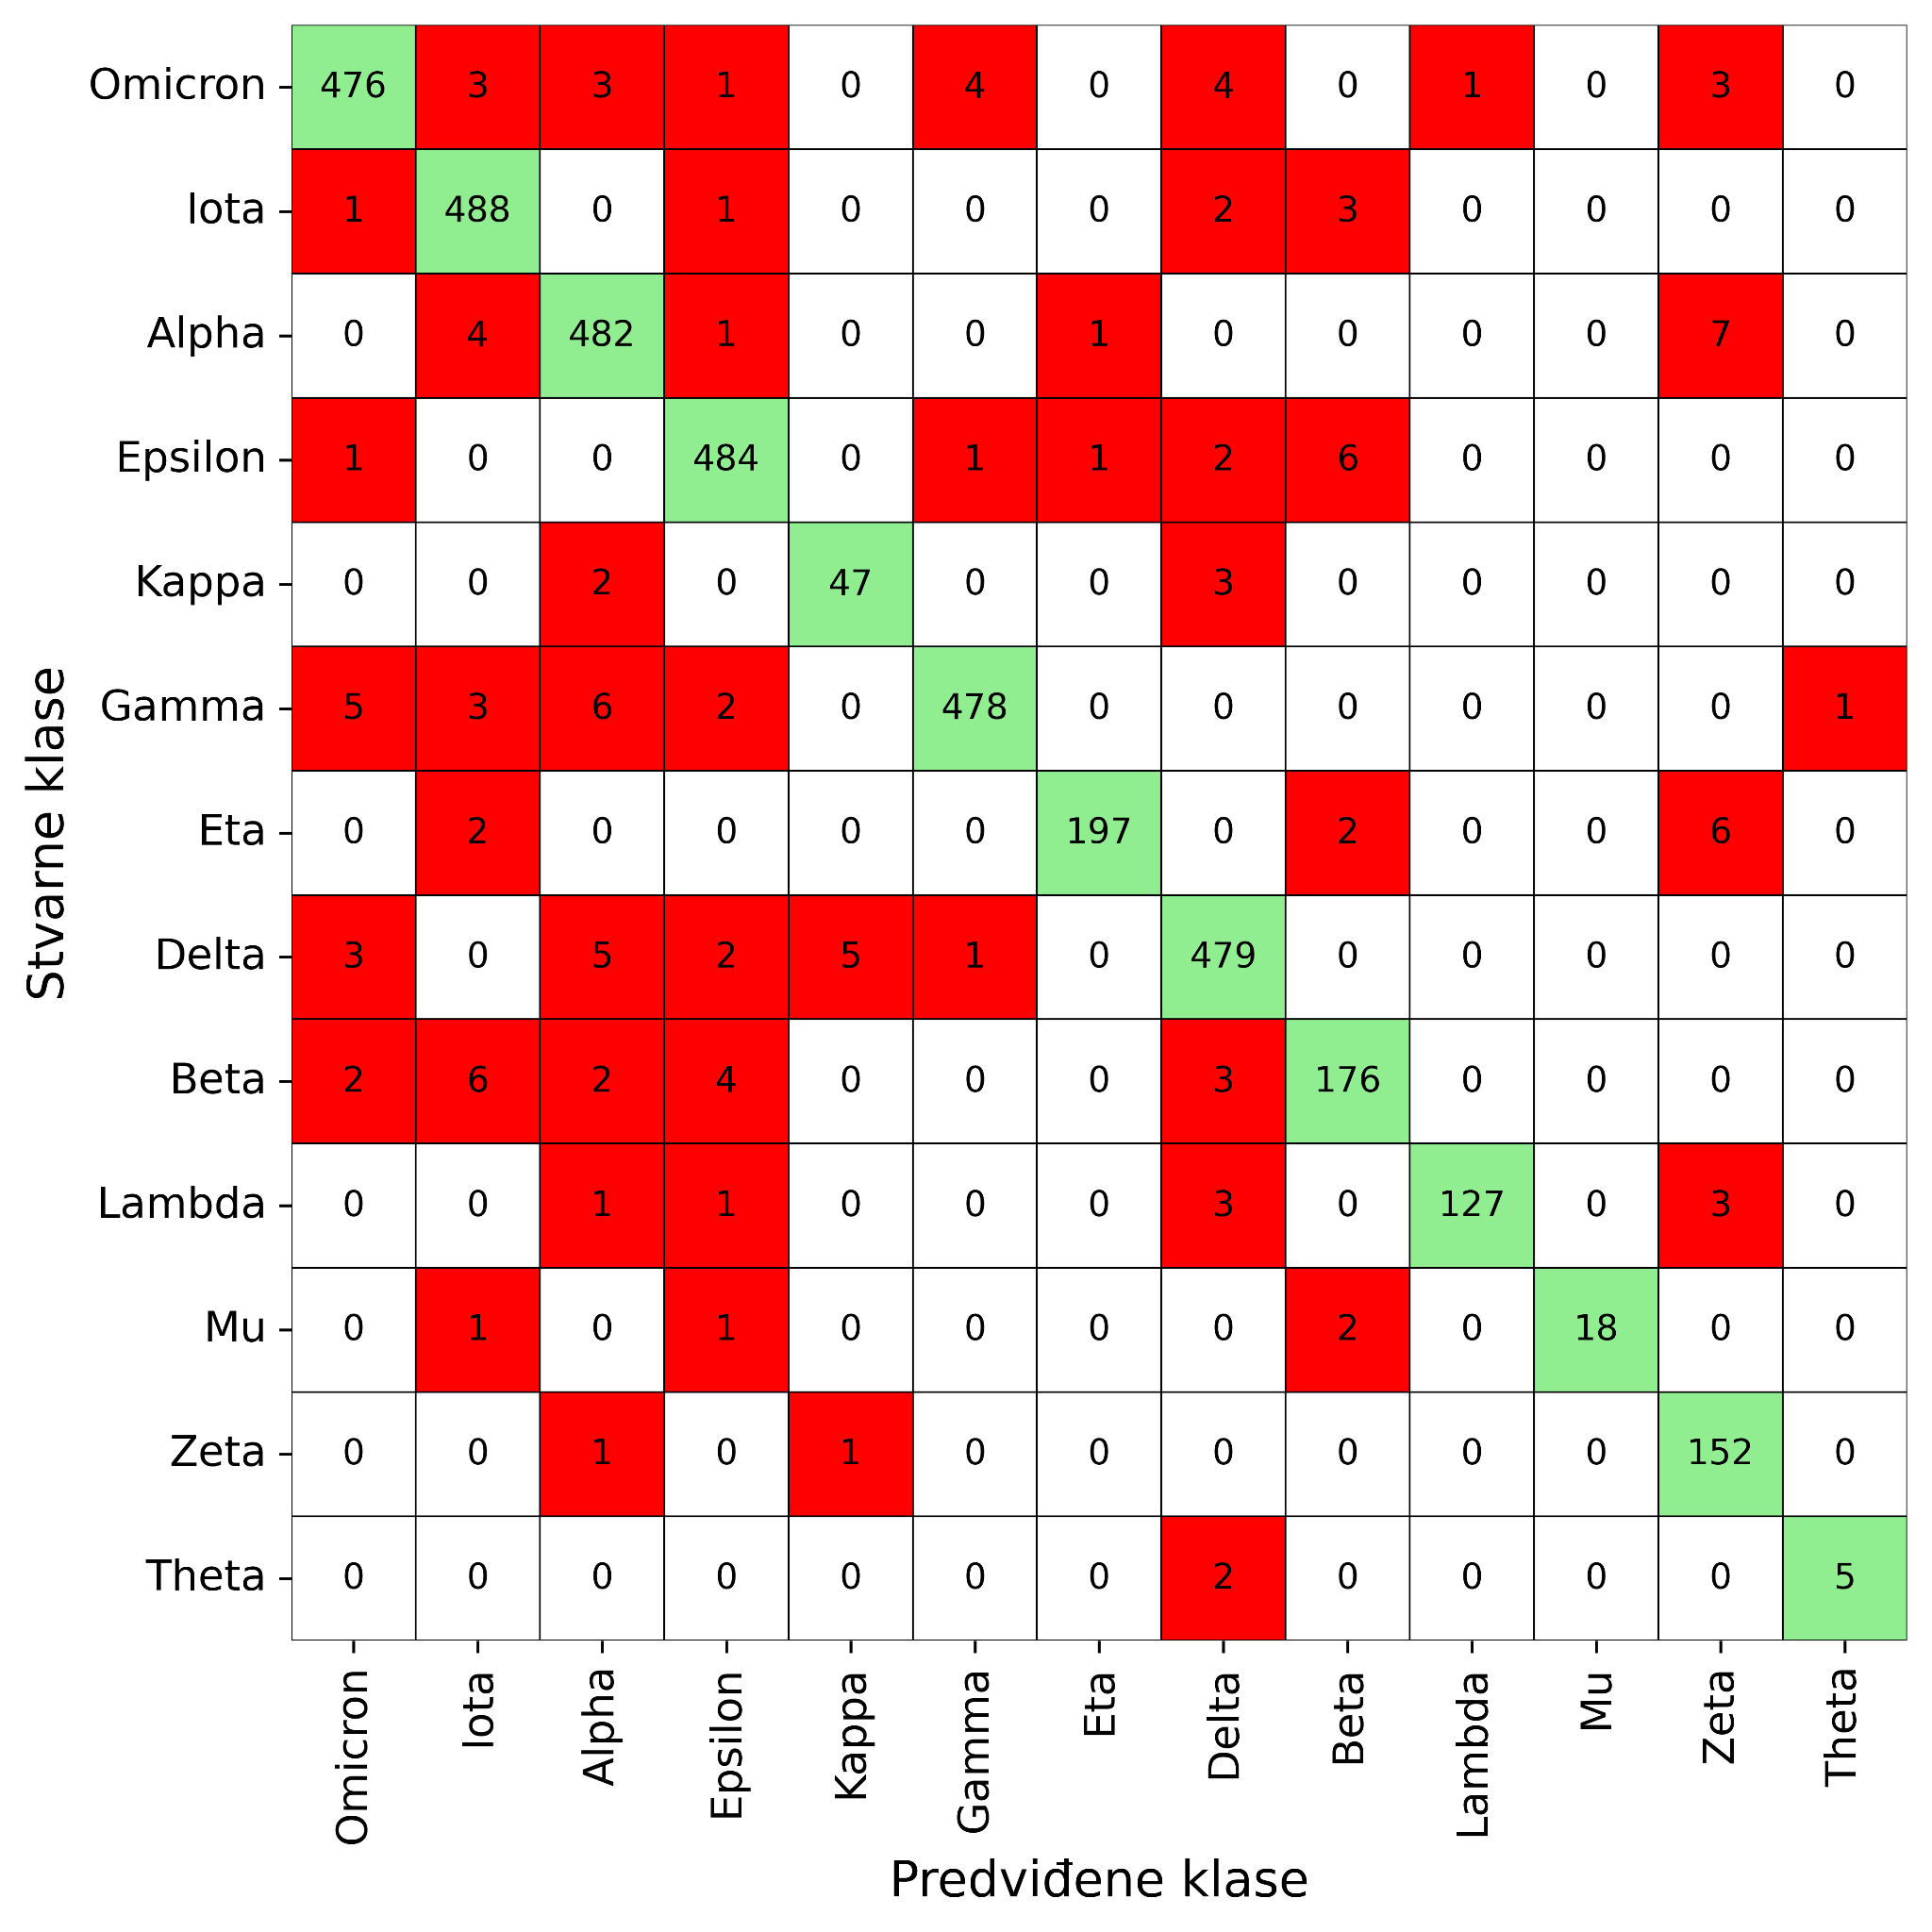 Stvarne klase
Omicron 476 3 3 1 0 4 0 4 0 1 0 3 0
Iota 1 488 0 1 0 0 0 2 3 0 0 0 0
Alpha 0 4 482 1 0 0 1 0 0 0 0 7 0
Epsilon 1 0 0 484 0 1 1 2 6 0 0 0 0
Kappa 0 0 2 0 47 0 0 3 0 0 0 0 0
Gamma 5 3 6 2 0 478 0 0 0 0 0 0 1
Eta 0 2 0 0 0 0 197 0 2 0 0 6 0
Delta 3 0 5 2 5 1 0 479 0 0 0 0 0
Beta 2 6 2 4 0 0 0 3 176 0 0 0 0
Lambda 0 0 1 1 0 0 0 3 0 127 0 3 0
Mu 0 1 0 1 0 0 0 0 2 0 18 0 0
Zeta 0 0 1 0 1 0 0 0 0 0 0 152 0
Theta 0 0 0 0 0 0 0 2 0 0 0 0 5
Omicron Iota Alpha Epsilon Kappa Gamma Eta Delta Beta Lambda Mu Zeta Theta
Predviđene klase